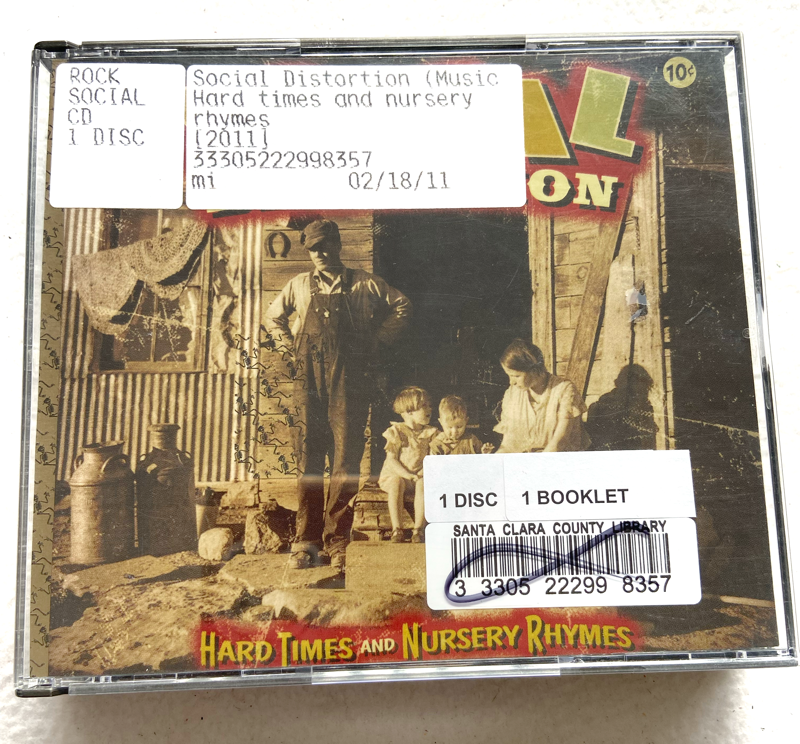 ROCK
SOCIAL
CD
1 DISC
Social Distortion (Music
Hard times and nursery
rhymes
[2011]
33305222998357
mi 02/18/11
10¢
AL
ON
1 DISC 1 BOOKLET
SANTA CLARA COUNTY LIBRARY
3 3305 22299 8357
HARD TIMES AND NURSERY RHYMES